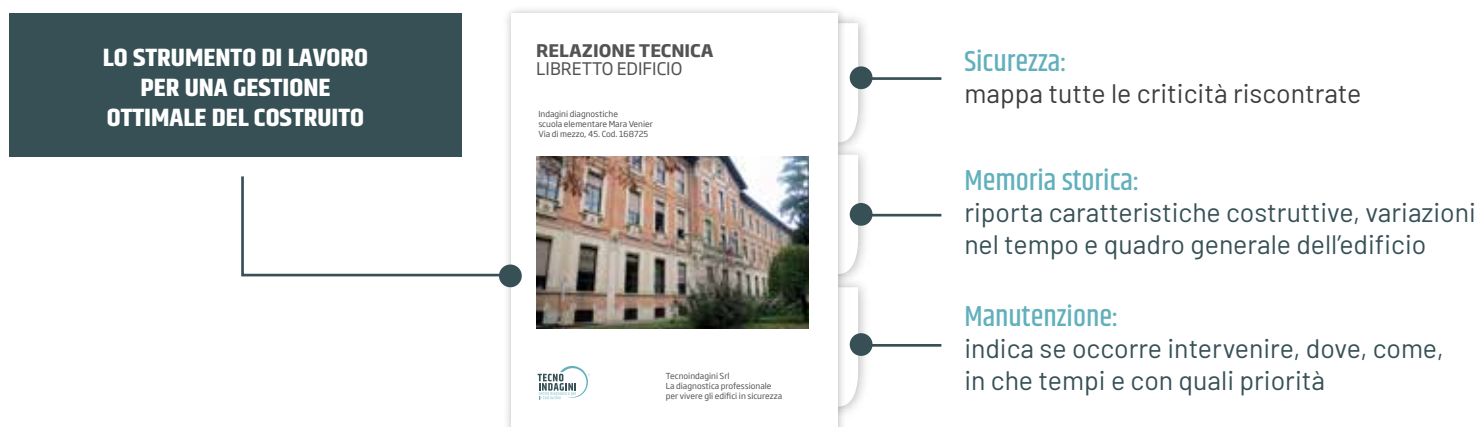 LO STRUMENTO DI LAVORO
PER UNA GESTIONE
OTTIMALE DEL COSTRUITO
RELAZIONE TECNICA
LIBRETTO EDIFICIO
Indagini diagnostiche
scuola elementare Mara Venier
Via di mezzo, 45. Cod. 168725
TECNO
INDAGINI
Tecnoindagini Srl
La diagnostica professionale
per vivere gli edifici in sicurezza
Sicurezza:
mappa tutte le criticità riscontrate
Memoria storica:
riporta caratteristiche costruttive, variazioni
nel tempo e quadro generale dell'edificio
Manutenzione:
indica se occorre intervenire, dove, come,
in che tempi e con quali priorità